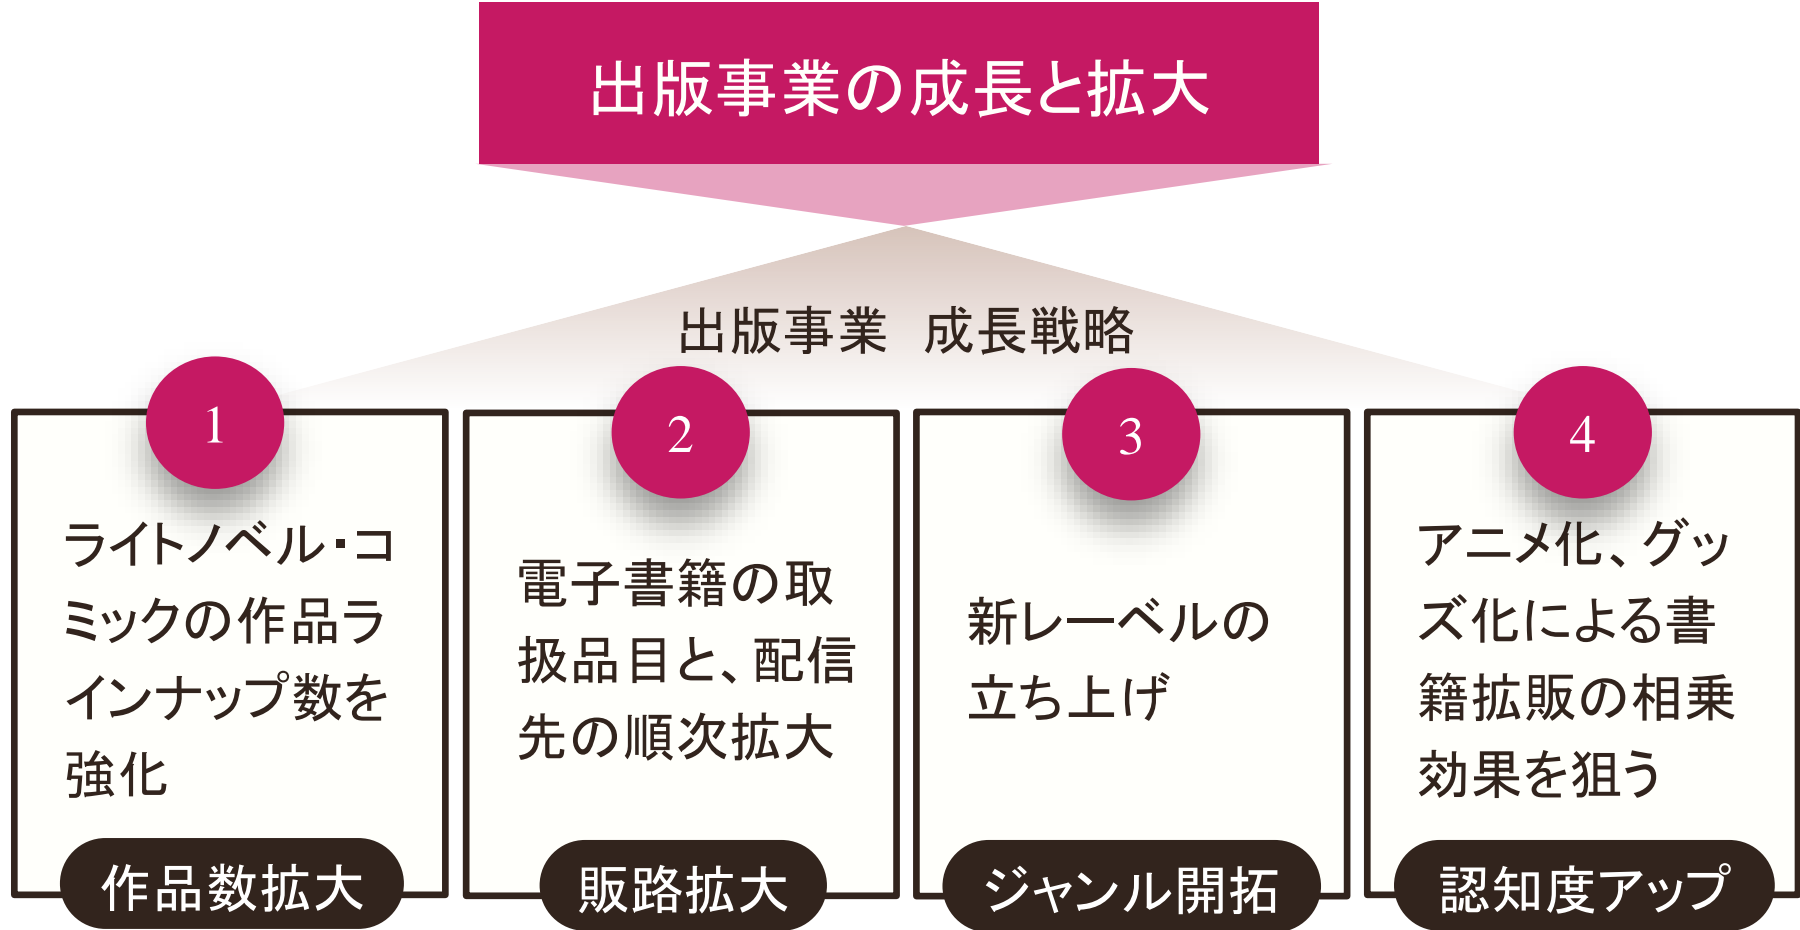 出版事業の成長と拡大
出版事業　成長戦略
1
ライトノベル・コ
ミックの作品ラ
インナップ数を
強化
作品数拡大
2
電子書籍の取
扱品目と、配信
先の順次拡大
販路拡大
3
新レーベルの
立ち上げ
ジャンル開拓
4
アニメ化、グッ
ズ化による書
籍拡販の相乗
効果を狙う
認知度アップ